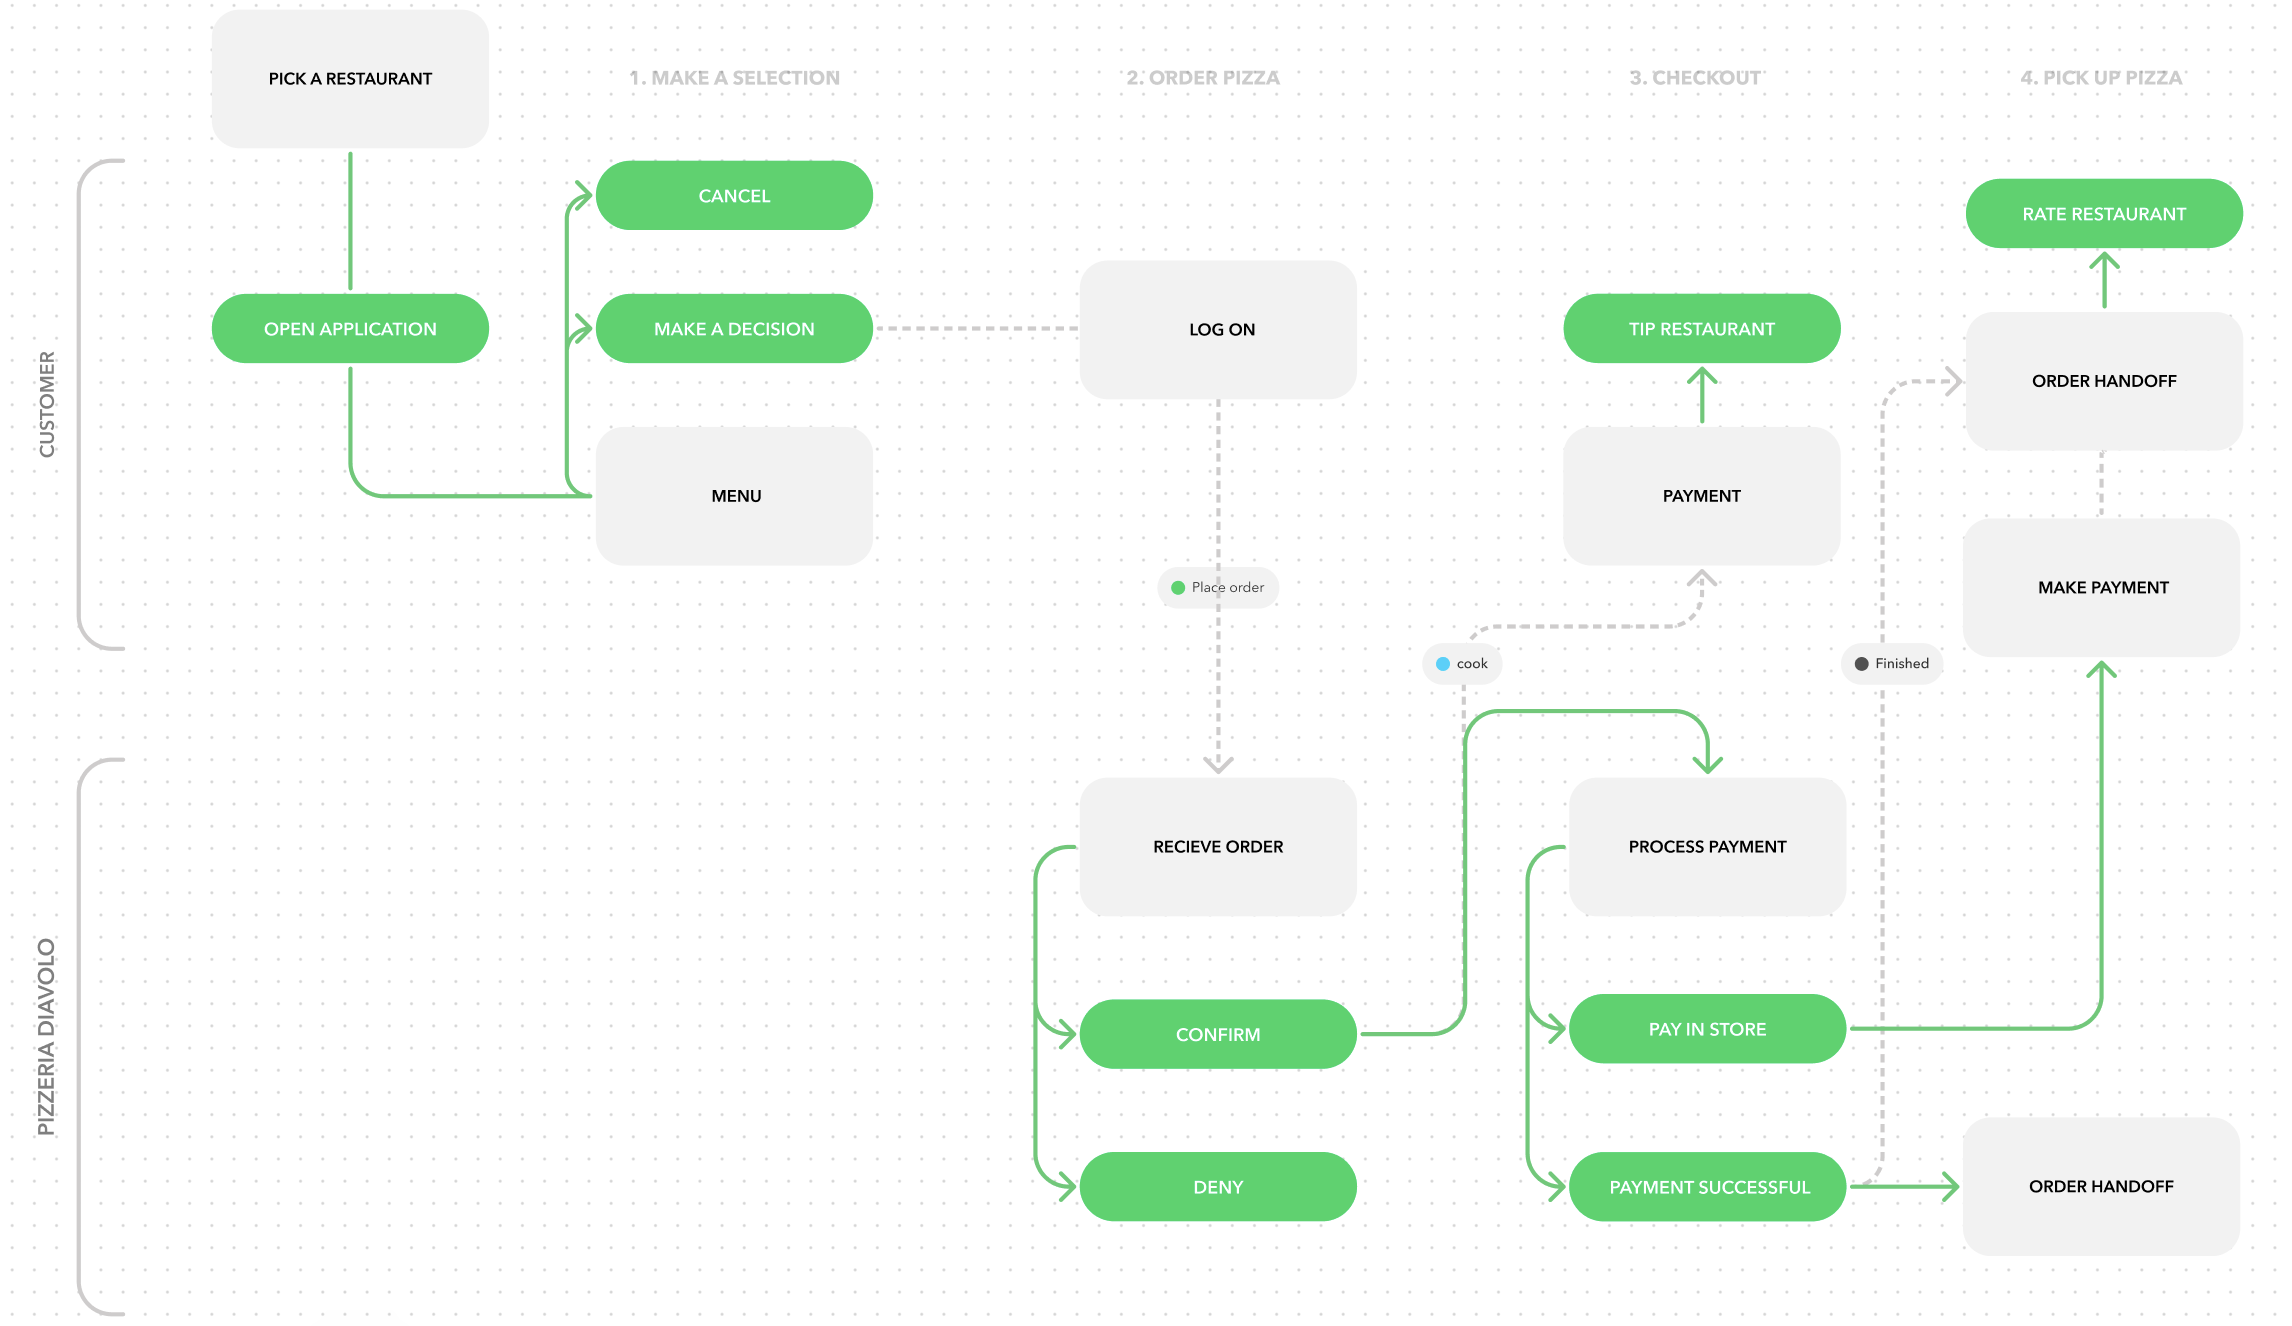 PICK A RESTAURANT
1. MAKE A SELECTION
2. ORDER PIZZA
3. CHECKOUT
4. PICK UP PIZZA
CUSTOMER
CANCEL
RATE RESTAURANT
OPEN APPLICATION
MAKE A DECISION
LOG ON
TIP RESTAURANT
ORDER HANDOFF
MENU
PAYMENT
MAKE PAYMENT
Place order
cook
Finished
PIZZERIA DIAVOLO
RECIEVE ORDER
PROCESS PAYMENT
CONFIRM
PAY IN STORE
DENY
PAYMENT SUCCESSFUL
ORDER HANDOFF